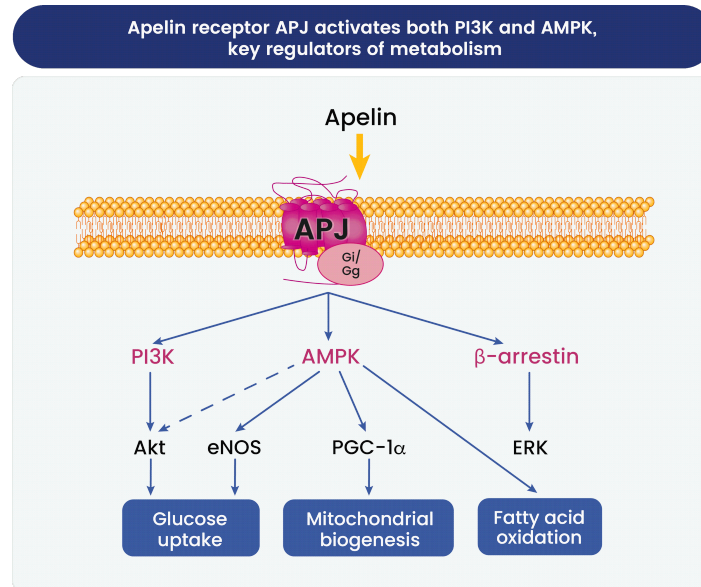 Apelin receptor APJ activates both PI3K and AMPK,
key regulators of metabolism
Apelin
APJ
Gi/
Gg
PI3K
AMPK
β-arrestin
Akt
eNOS
PGC-1α
ERK
Glucose
uptake
Mitochondrial
biogenesis
Fatty acid
oxidation